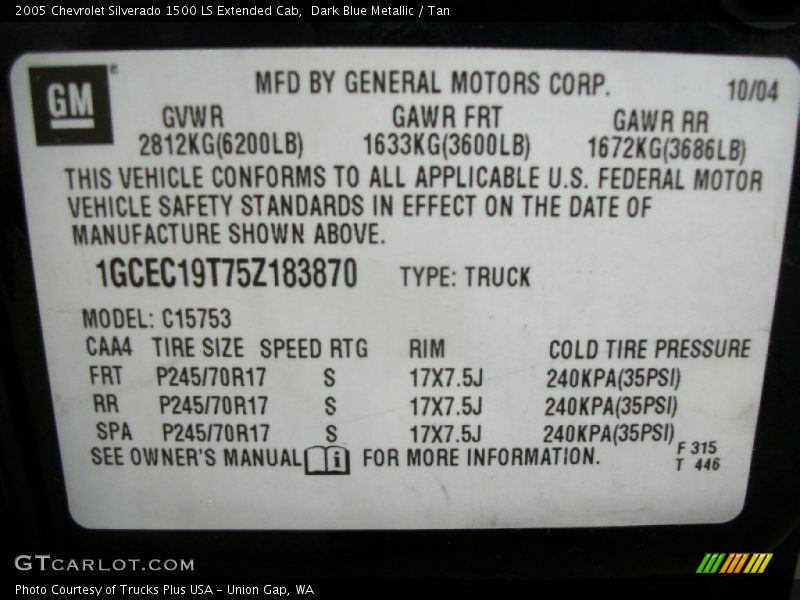 2005 Chevrolet Silverado 1500 LS Extended Cab, Dark Blue Metallic / Tan
GM® MFD BY GENERAL MOTORS CORP. 10/04
GVWR GAWR FRT GAWR RR
2812KG(6200LB) 1633KG(3600LB) 1672KG(3686LB)
THIS VEHICLE CONFORMS TO ALL APPLICABLE U.S. FEDERAL MOTOR
VEHICLE SAFETY STANDARDS IN EFFECT ON THE DATE OF
MANUFACTURE SHOWN ABOVE.
1GCEC19T75Z183870 TYPE: TRUCK
MODEL: C15753
CAA4 TIRE SIZE SPEED RTG RIM COLD TIRE PRESSURE
FRT P245/70R17 S 17X7.5J 240KPA(35PSI)
RR P245/70R17 S 17X7.5J 240KPA(35PSI)
SPA P245/70R17 S 17X7.5J 240KPA(35PSI)
SEE OWNER'S MANUAL i FOR MORE INFORMATION.
F 315
T 446
GTCARLOT.COM
Photo Courtesy of Trucks Plus USA - Union Gap, WA